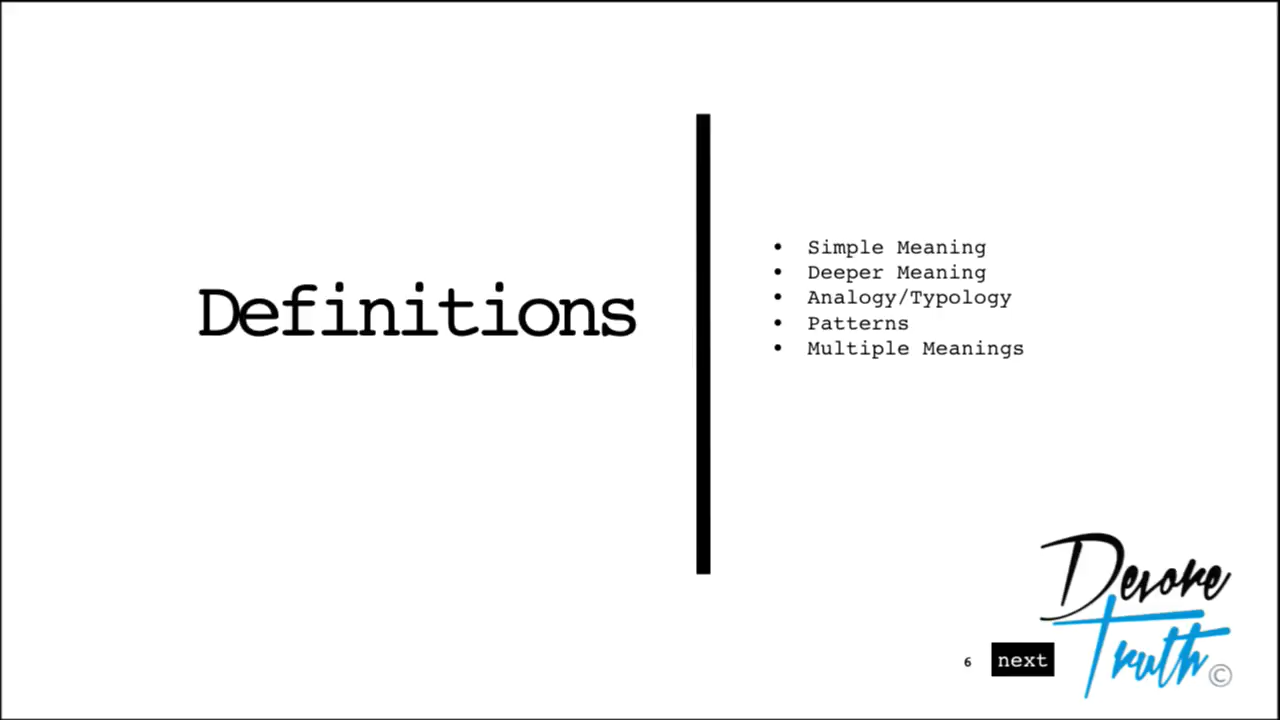 Definitions
• Simple Meaning
• Deeper Meaning
• Analogy/Typology
• Patterns
• Multiple Meanings
6
next
Devore
Truth
©